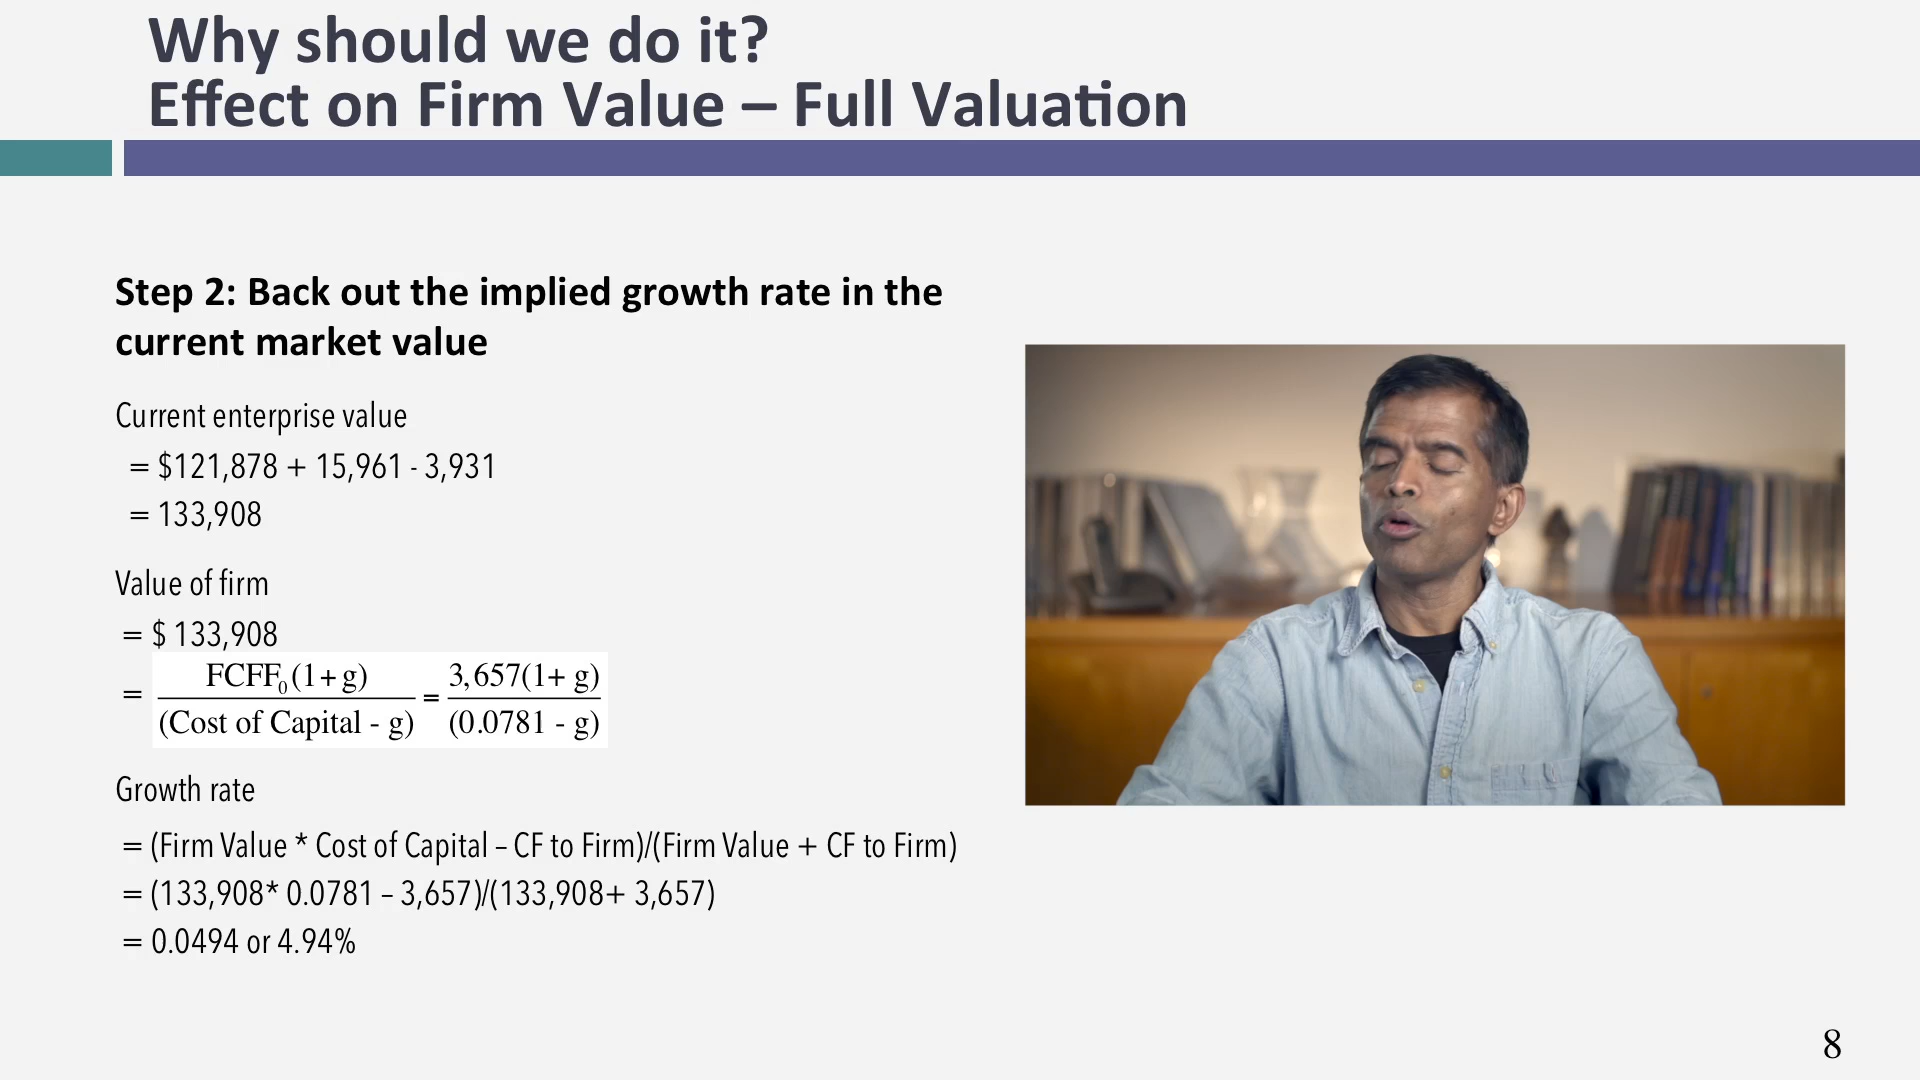 Why should we do it?
Effect on Firm Value – Full Valuation
Step 2: Back out the implied growth rate in the
current market value
Current enterprise value
= $121,878 + 15,961 - 3,931
= 133,908
Value of firm
= $ 133,908
= FCFF₀(1+g) / (Cost of Capital - g) = 3,657(1+ g) / (0.0781 - g)
Growth rate
= (Firm Value * Cost of Capital – CF to Firm)/(Firm Value + CF to Firm)
= (133,908* 0.0781 – 3,657)/(133,908+ 3,657)
= 0.0494 or 4.94%
8